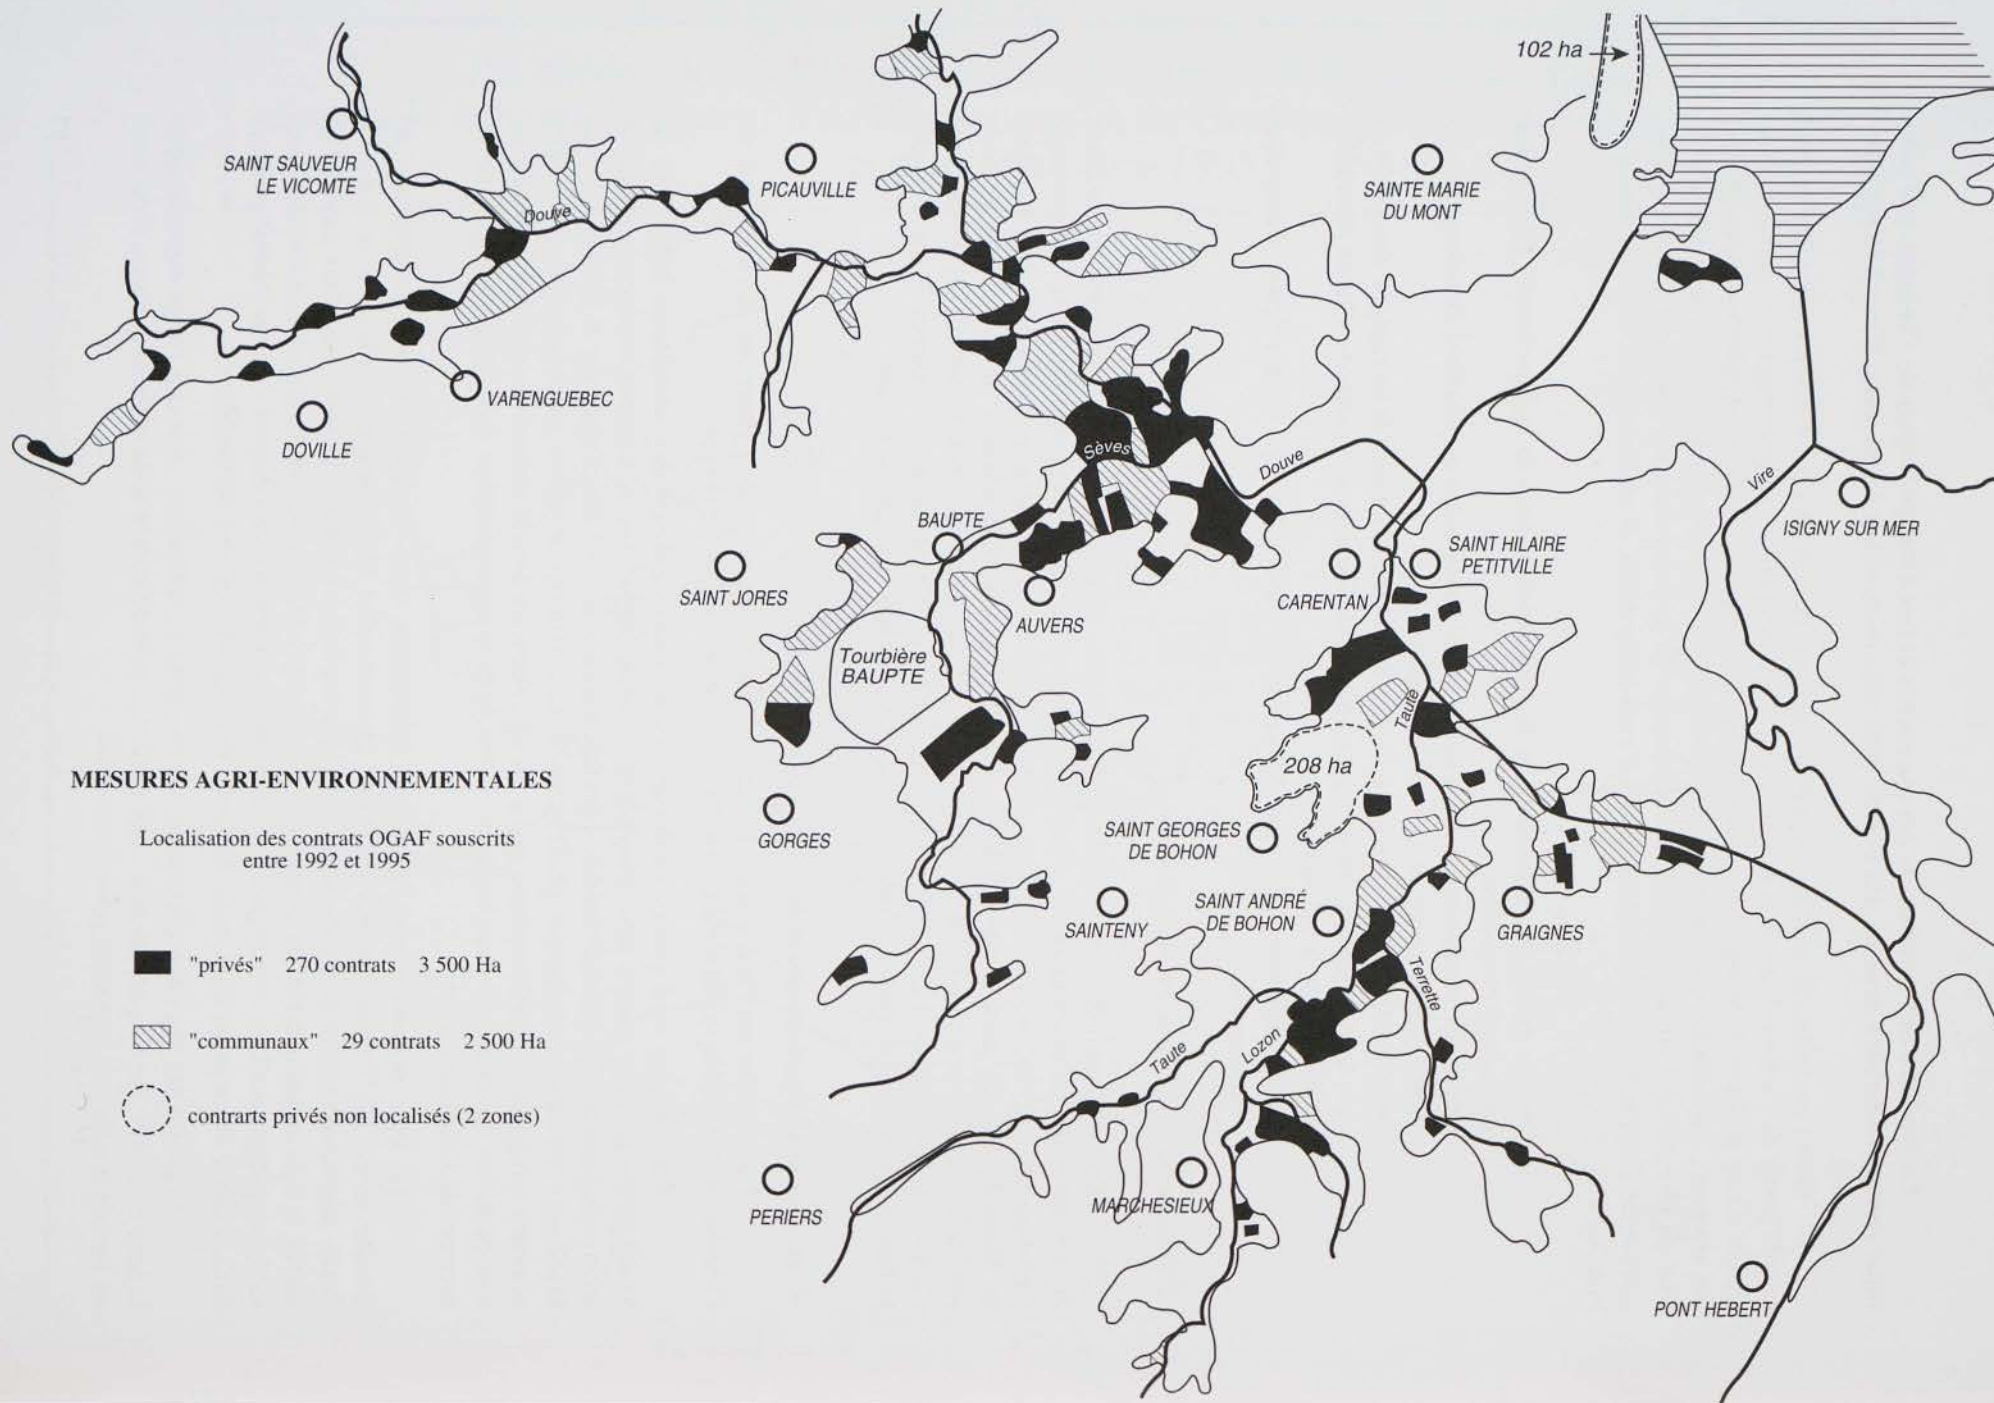 102 ha
SAINT SAUVEUR
LE VICOMTE
PICAUVILLE
SAINTE MARIE
DU MONT
Douve
VARENGUEBEC
DOVILLE
Sèves
Douve
Vire
ISIGNY SUR MER
BAUPTE
SAINT JORES
AUVERS
CARENTAN
SAINT HILAIRE
PETITVILLE
Tourbière
BAUPTE
Taute
208 ha
MESURES AGRI-ENVIRONNEMENTALES
Localisation des contrats OGAF souscrits
entre 1992 et 1995
GORGES
SAINT GEORGES
DE BOHON
SAINTENY
SAINT ANDRÉ
DE BOHON
GRAIGNES
"privés" 270 contrats 3 500 Ha
Terrette
"communaux" 29 contrats 2 500 Ha
Taute
Lozon
contrarts privés non localisés (2 zones)
PERIERS
MARCHESIEUX
PONT HEBERT